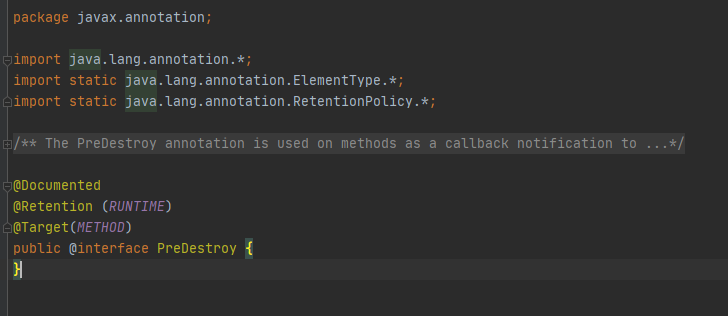 package javax.annotation;
import java.lang.annotation.*;
import static java.lang.annotation.ElementType.*;
import static java.lang.annotation.RetentionPolicy.*;
/** The PreDestroy annotation is used on methods as a callback notification to ...*/
@Documented
@Retention (RUNTIME)
@Target(METHOD)
public @interface PreDestroy {
}